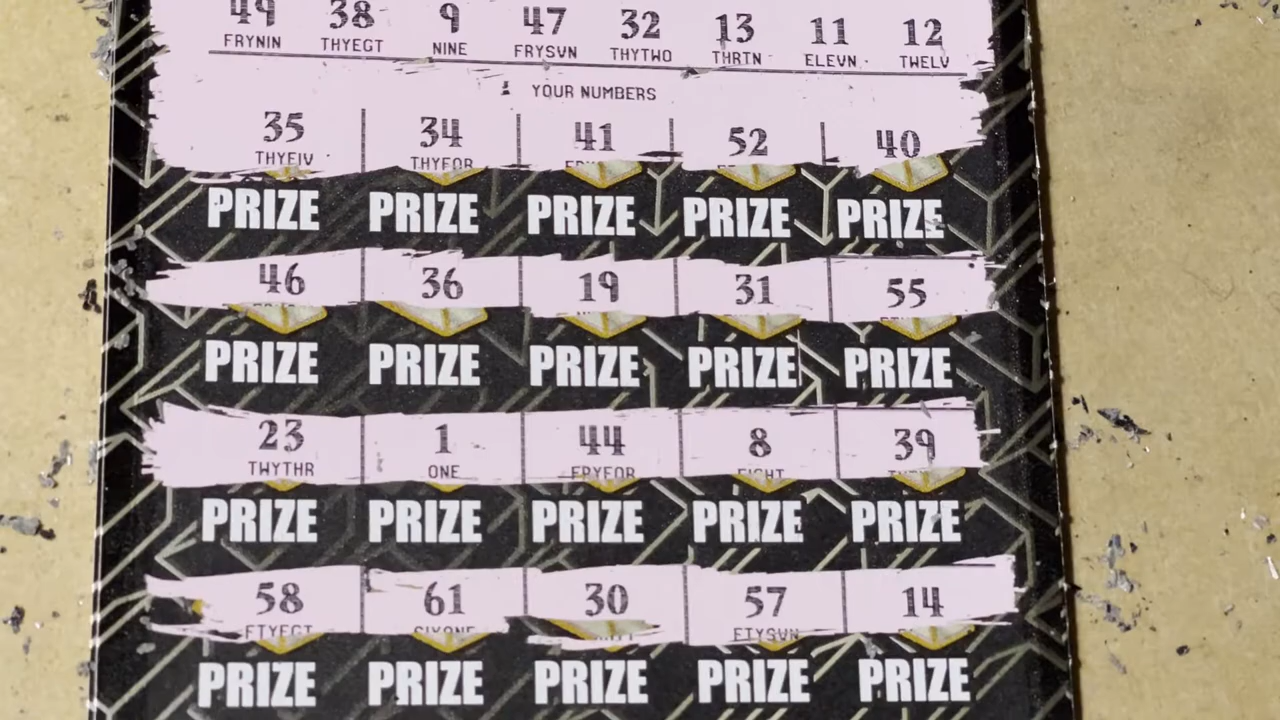 49 38 9 47 32 13 11 12
FRYNIN THYEGT NINE FRYSVN THYTWO THRTN ELEVN TWELV
YOUR NUMBERS
35 34 41 52 40
THYFIV THYFOR
PRIZE PRIZE PRIZE PRIZE PRIZE
46 36 19 31 55
PRIZE PRIZE PRIZE PRIZE PRIZE
23 1 44 8 39
TWYTHR ONE FRYFOR EIGHT
PRIZE PRIZE PRIZE PRIZE PRIZE
58 61 30 57 14
FTYEGT SIXONE FTYSVN
PRIZE PRIZE PRIZE PRIZE PRIZE